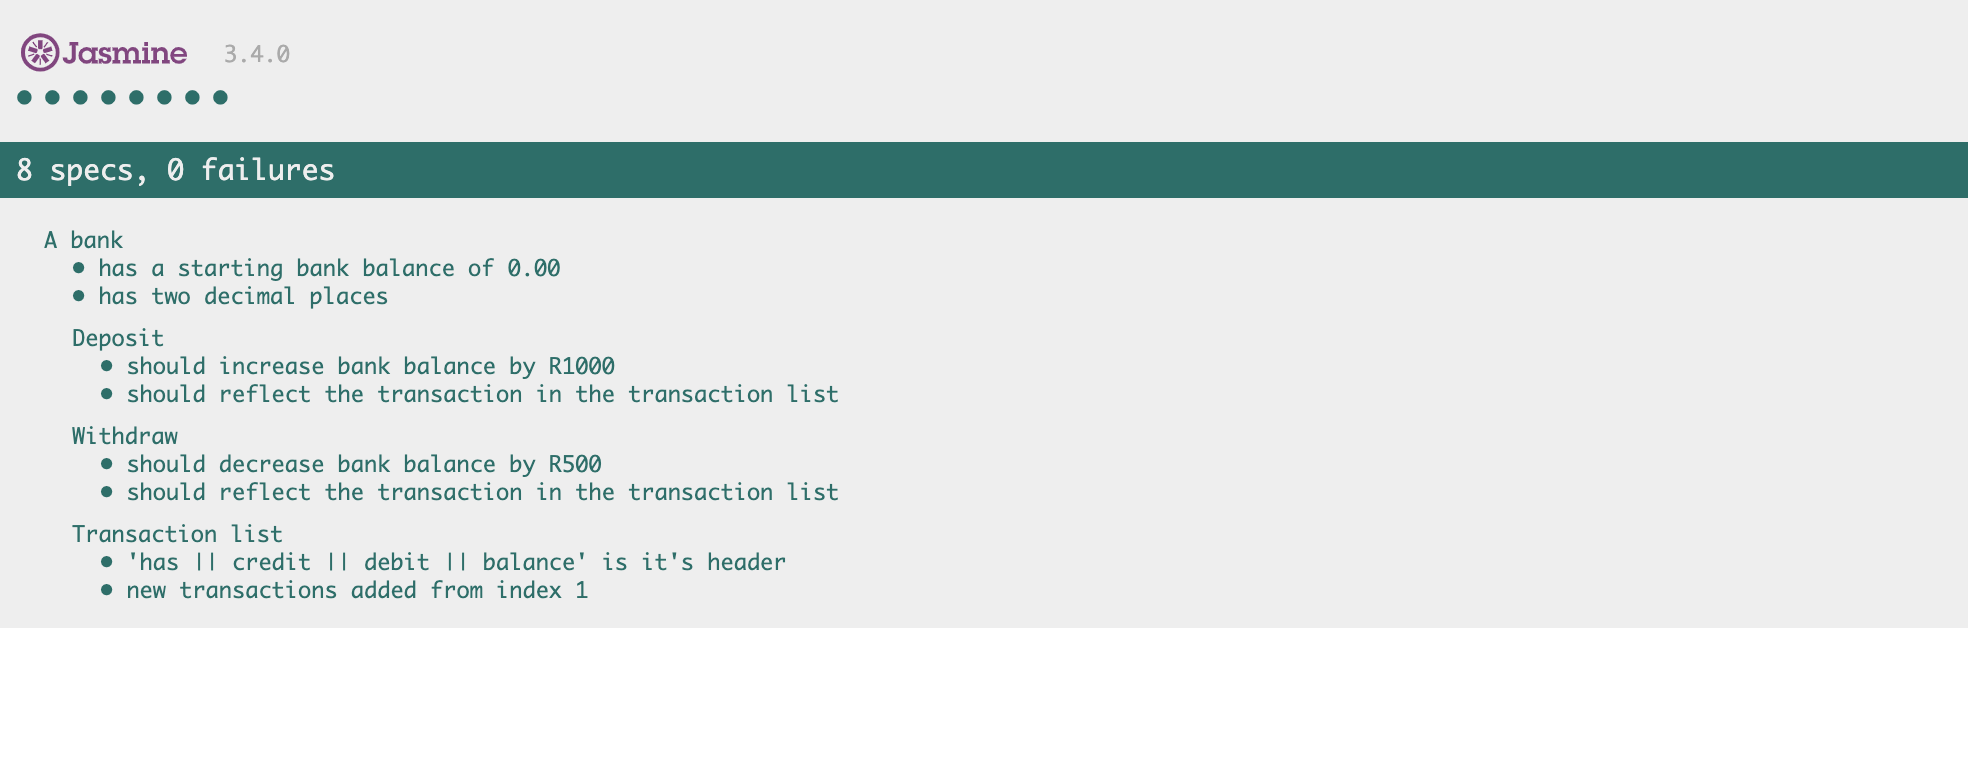 Jasmine 3.4.0
8 specs, 0 failures
A bank
• has a starting bank balance of 0.00
• has two decimal places
Deposit
• should increase bank balance by R1000
• should reflect the transaction in the transaction list
Withdraw
• should decrease bank balance by R500
• should reflect the transaction in the transaction list
Transaction list
• 'has || credit || debit || balance' is it's header
• new transactions added from index 1